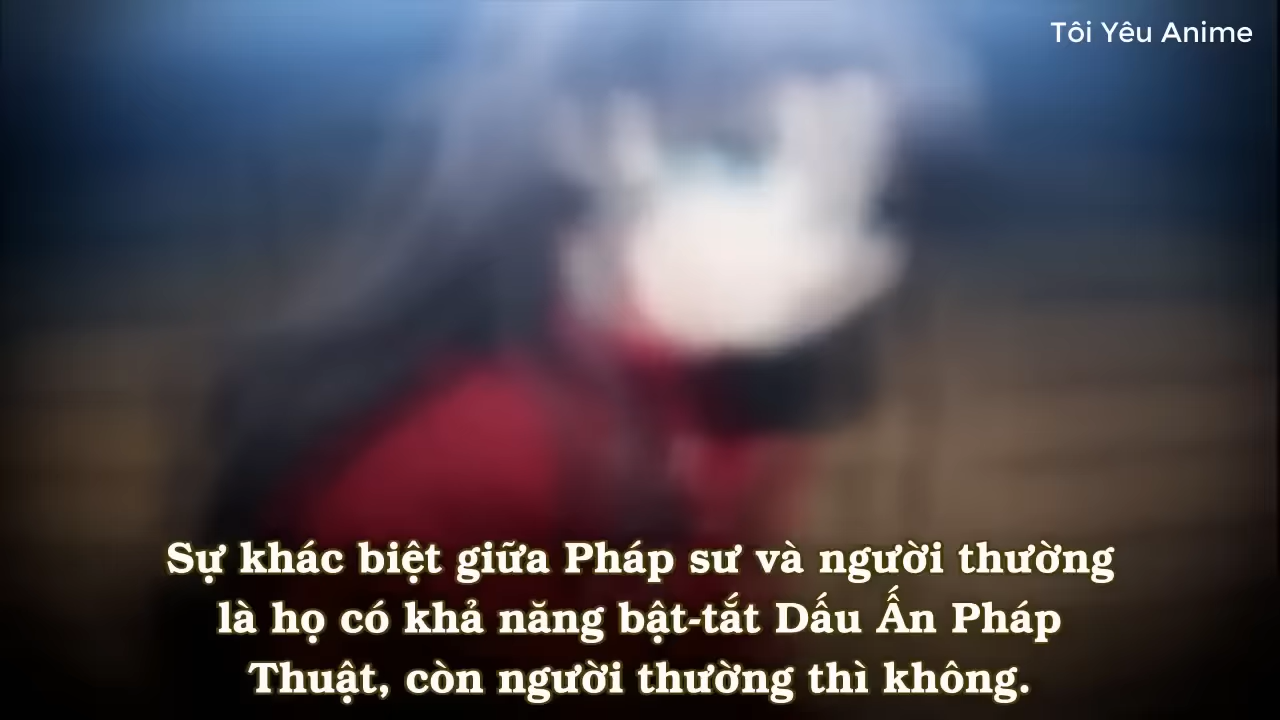 Tôi Yêu Anime
Sự khác biệt giữa Pháp sư và người thường
là họ có khả năng bật-tắt Dấu Ấn Pháp
Thuật, còn người thường thì không.